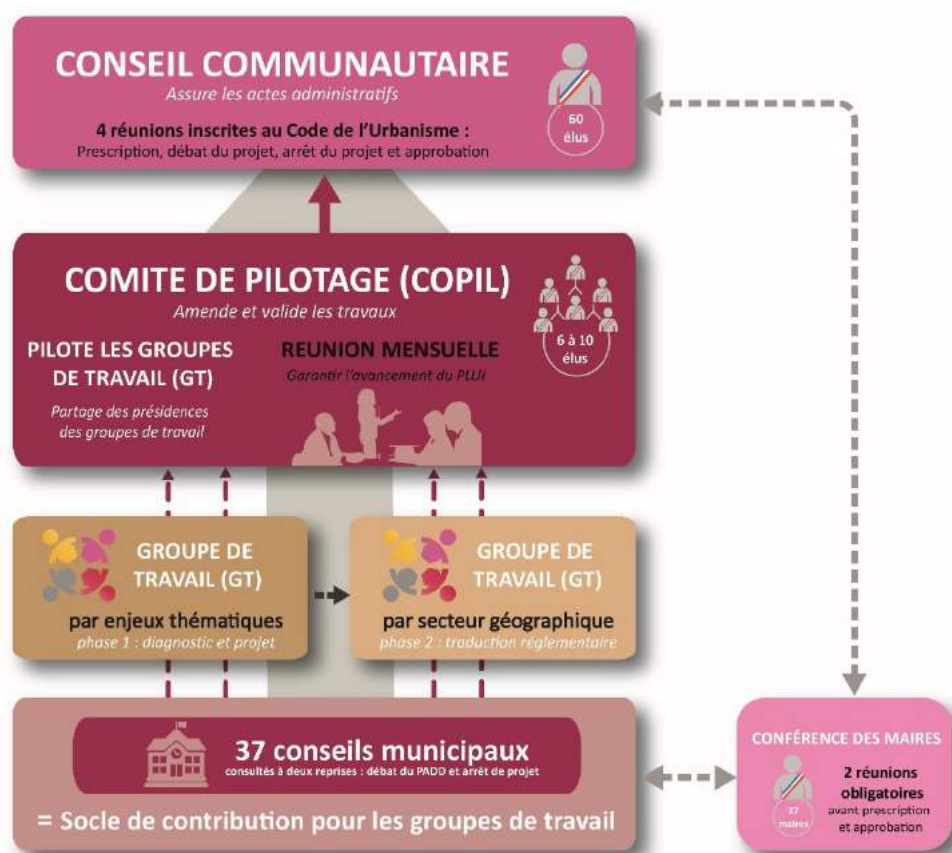 CONSEIL COMMUNAUTAIRE
Assure les actes administratifs
4 réunions inscrites au Code de l'Urbanisme :
Prescription, débat du projet, arrêt du projet et approbation
60
élus
COMITE DE PILOTAGE (COPIL)
Amende et valide les travaux
PILOTE LES GROUPES
DE TRAVAIL (GT)
Partage des présidences
des groupes de travail
REUNION MENSUELLE
Garantir l'avancement du PLUi
6 à 10
élus
GROUPE DE
TRAVAIL (GT)
par enjeux thématiques
phase 1 : diagnostic et projet
GROUPE DE
TRAVAIL (GT)
par secteur géographique
phase 2 : traduction réglementaire
37 conseils municipaux
consultés à deux reprises : débat du PADD et arrêt de projet
= Socle de contribution pour les groupes de travail
CONFÉRENCE DES MAIRES
37
maires
2 réunions
obligatoires
avant prescription
et approbation